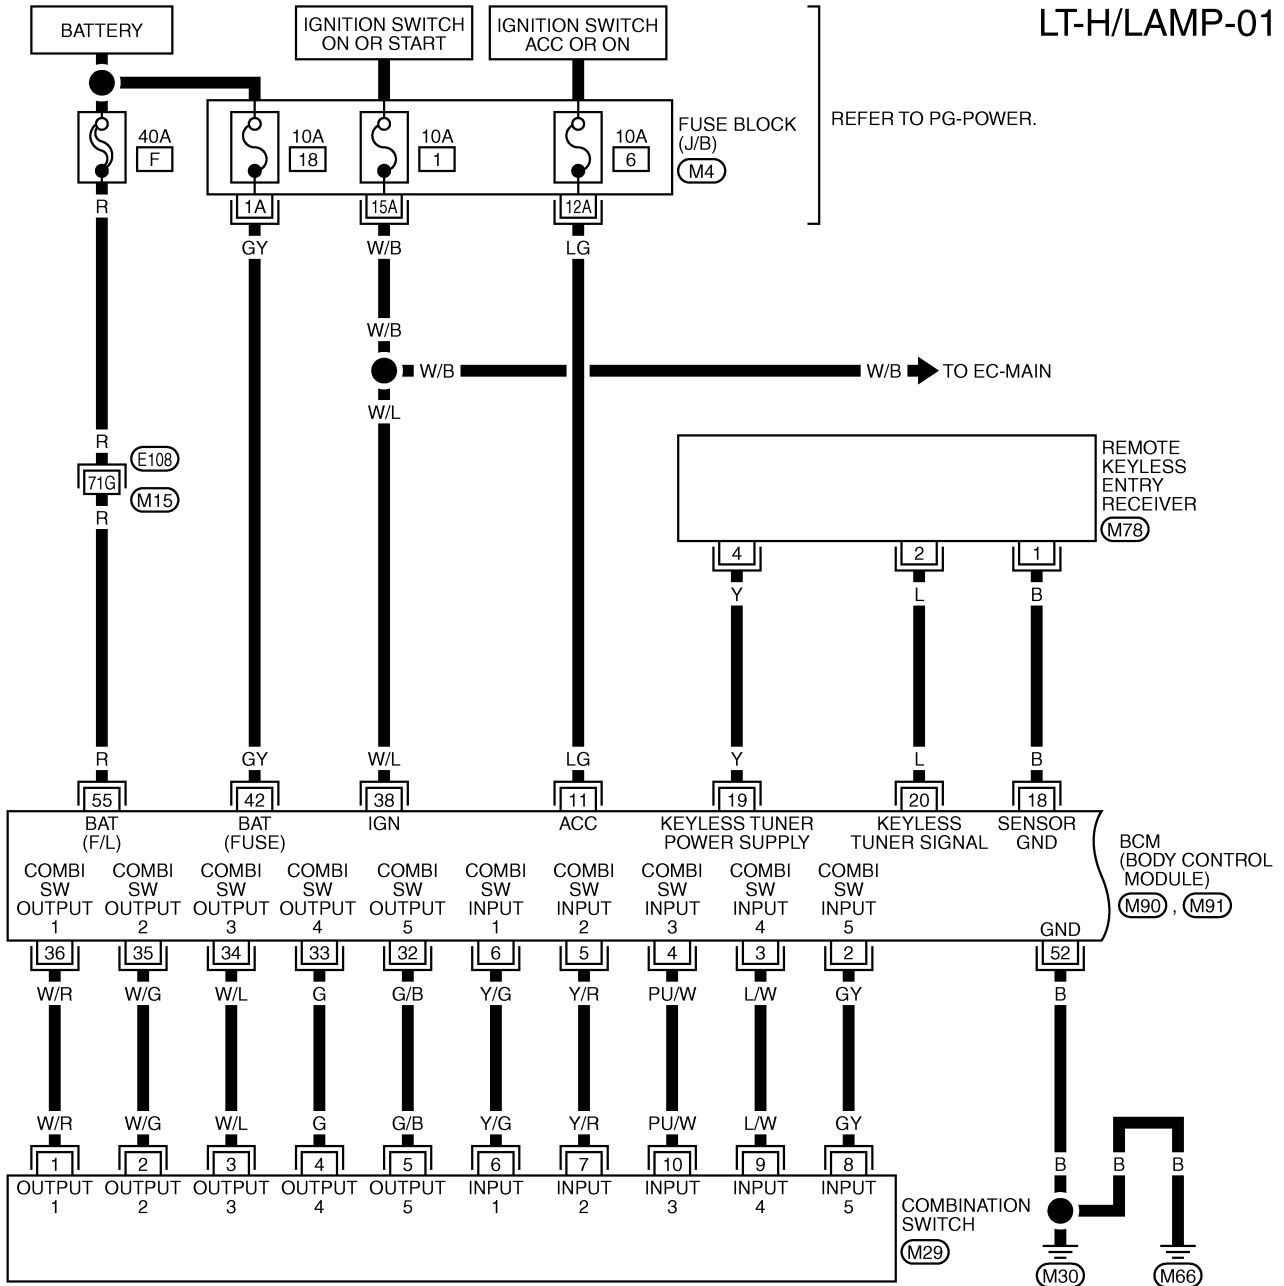 LT-H/LAMP-01
BATTERY
IGNITION SWITCH
ON OR START
IGNITION SWITCH
ACC OR ON
REFER TO PG-POWER.
40A
F
10A
18
10A
1
10A
6
FUSE BLOCK
(J/B)
M4
1A
15A
12A
R
GY
W/B
LG
W/B
W/B
W/B
TO EC-MAIN
W/L
R
E108
71G
M15
R
REMOTE
KEYLESS
ENTRY
RECEIVER
M78
4
2
1
Y
L
B
R
GY
W/L
LG
Y
L
B
55
42
38
11
19
20
18
BAT
(F/L)
BAT
(FUSE)
IGN
ACC
KEYLESS TUNER
POWER SUPPLY
KEYLESS
TUNER SIGNAL
SENSOR
GND
BCM
(BODY CONTROL
MODULE)
M90 , M91
COMBI
SW
OUTPUT
1
COMBI
SW
OUTPUT
2
COMBI
SW
OUTPUT
3
COMBI
SW
OUTPUT
4
COMBI
SW
OUTPUT
5
COMBI
SW
INPUT
1
COMBI
SW
INPUT
2
COMBI
SW
INPUT
3
COMBI
SW
INPUT
4
COMBI
SW
INPUT
5
GND
36
35
34
33
32
6
5
4
3
2
52
W/R
W/G
W/L
G
G/B
Y/G
Y/R
PU/W
L/W
GY
B
W/R
W/G
W/L
G
G/B
Y/G
Y/R
PU/W
L/W
GY
1
2
3
4
5
6
7
10
9
8
B
B
B
OUTPUT
1
OUTPUT
2
OUTPUT
3
OUTPUT
4
OUTPUT
5
INPUT
1
INPUT
2
INPUT
3
INPUT
4
INPUT
5
COMBINATION
SWITCH
M29
M30
M66